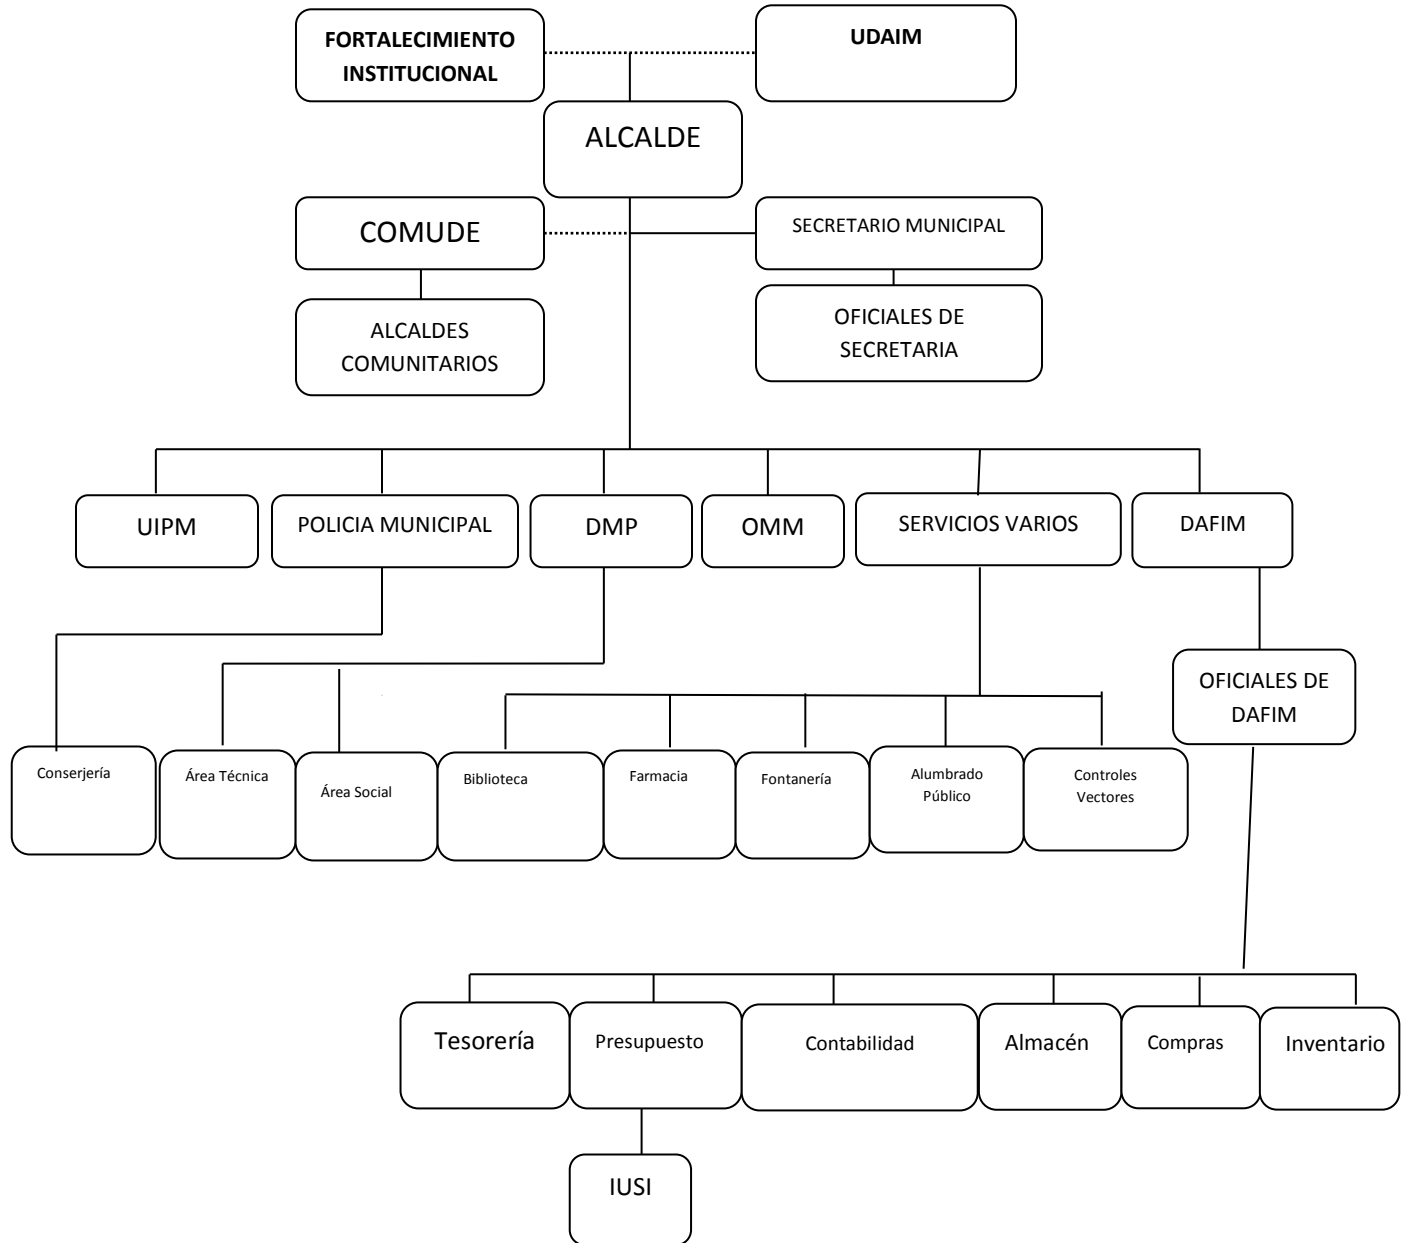 FORTALECIMIENTO
INSTITUCIONAL
UDAIM
ALCALDE
COMUDE
SECRETARIO MUNICIPAL
ALCALDES
COMUNITARIOS
OFICIALES DE
SECRETARIA
UIPM
POLICIA MUNICIPAL
DMP
OMM
SERVICIOS VARIOS
DAFIM
OFICIALES DE
DAFIM
Conserjería
Área Técnica
Área Social
Biblioteca
Farmacia
Fontanería
Alumbrado
Público
Controles
Vectores
Tesorería
Presupuesto
Contabilidad
Almacén
Compras
Inventario
IUSI